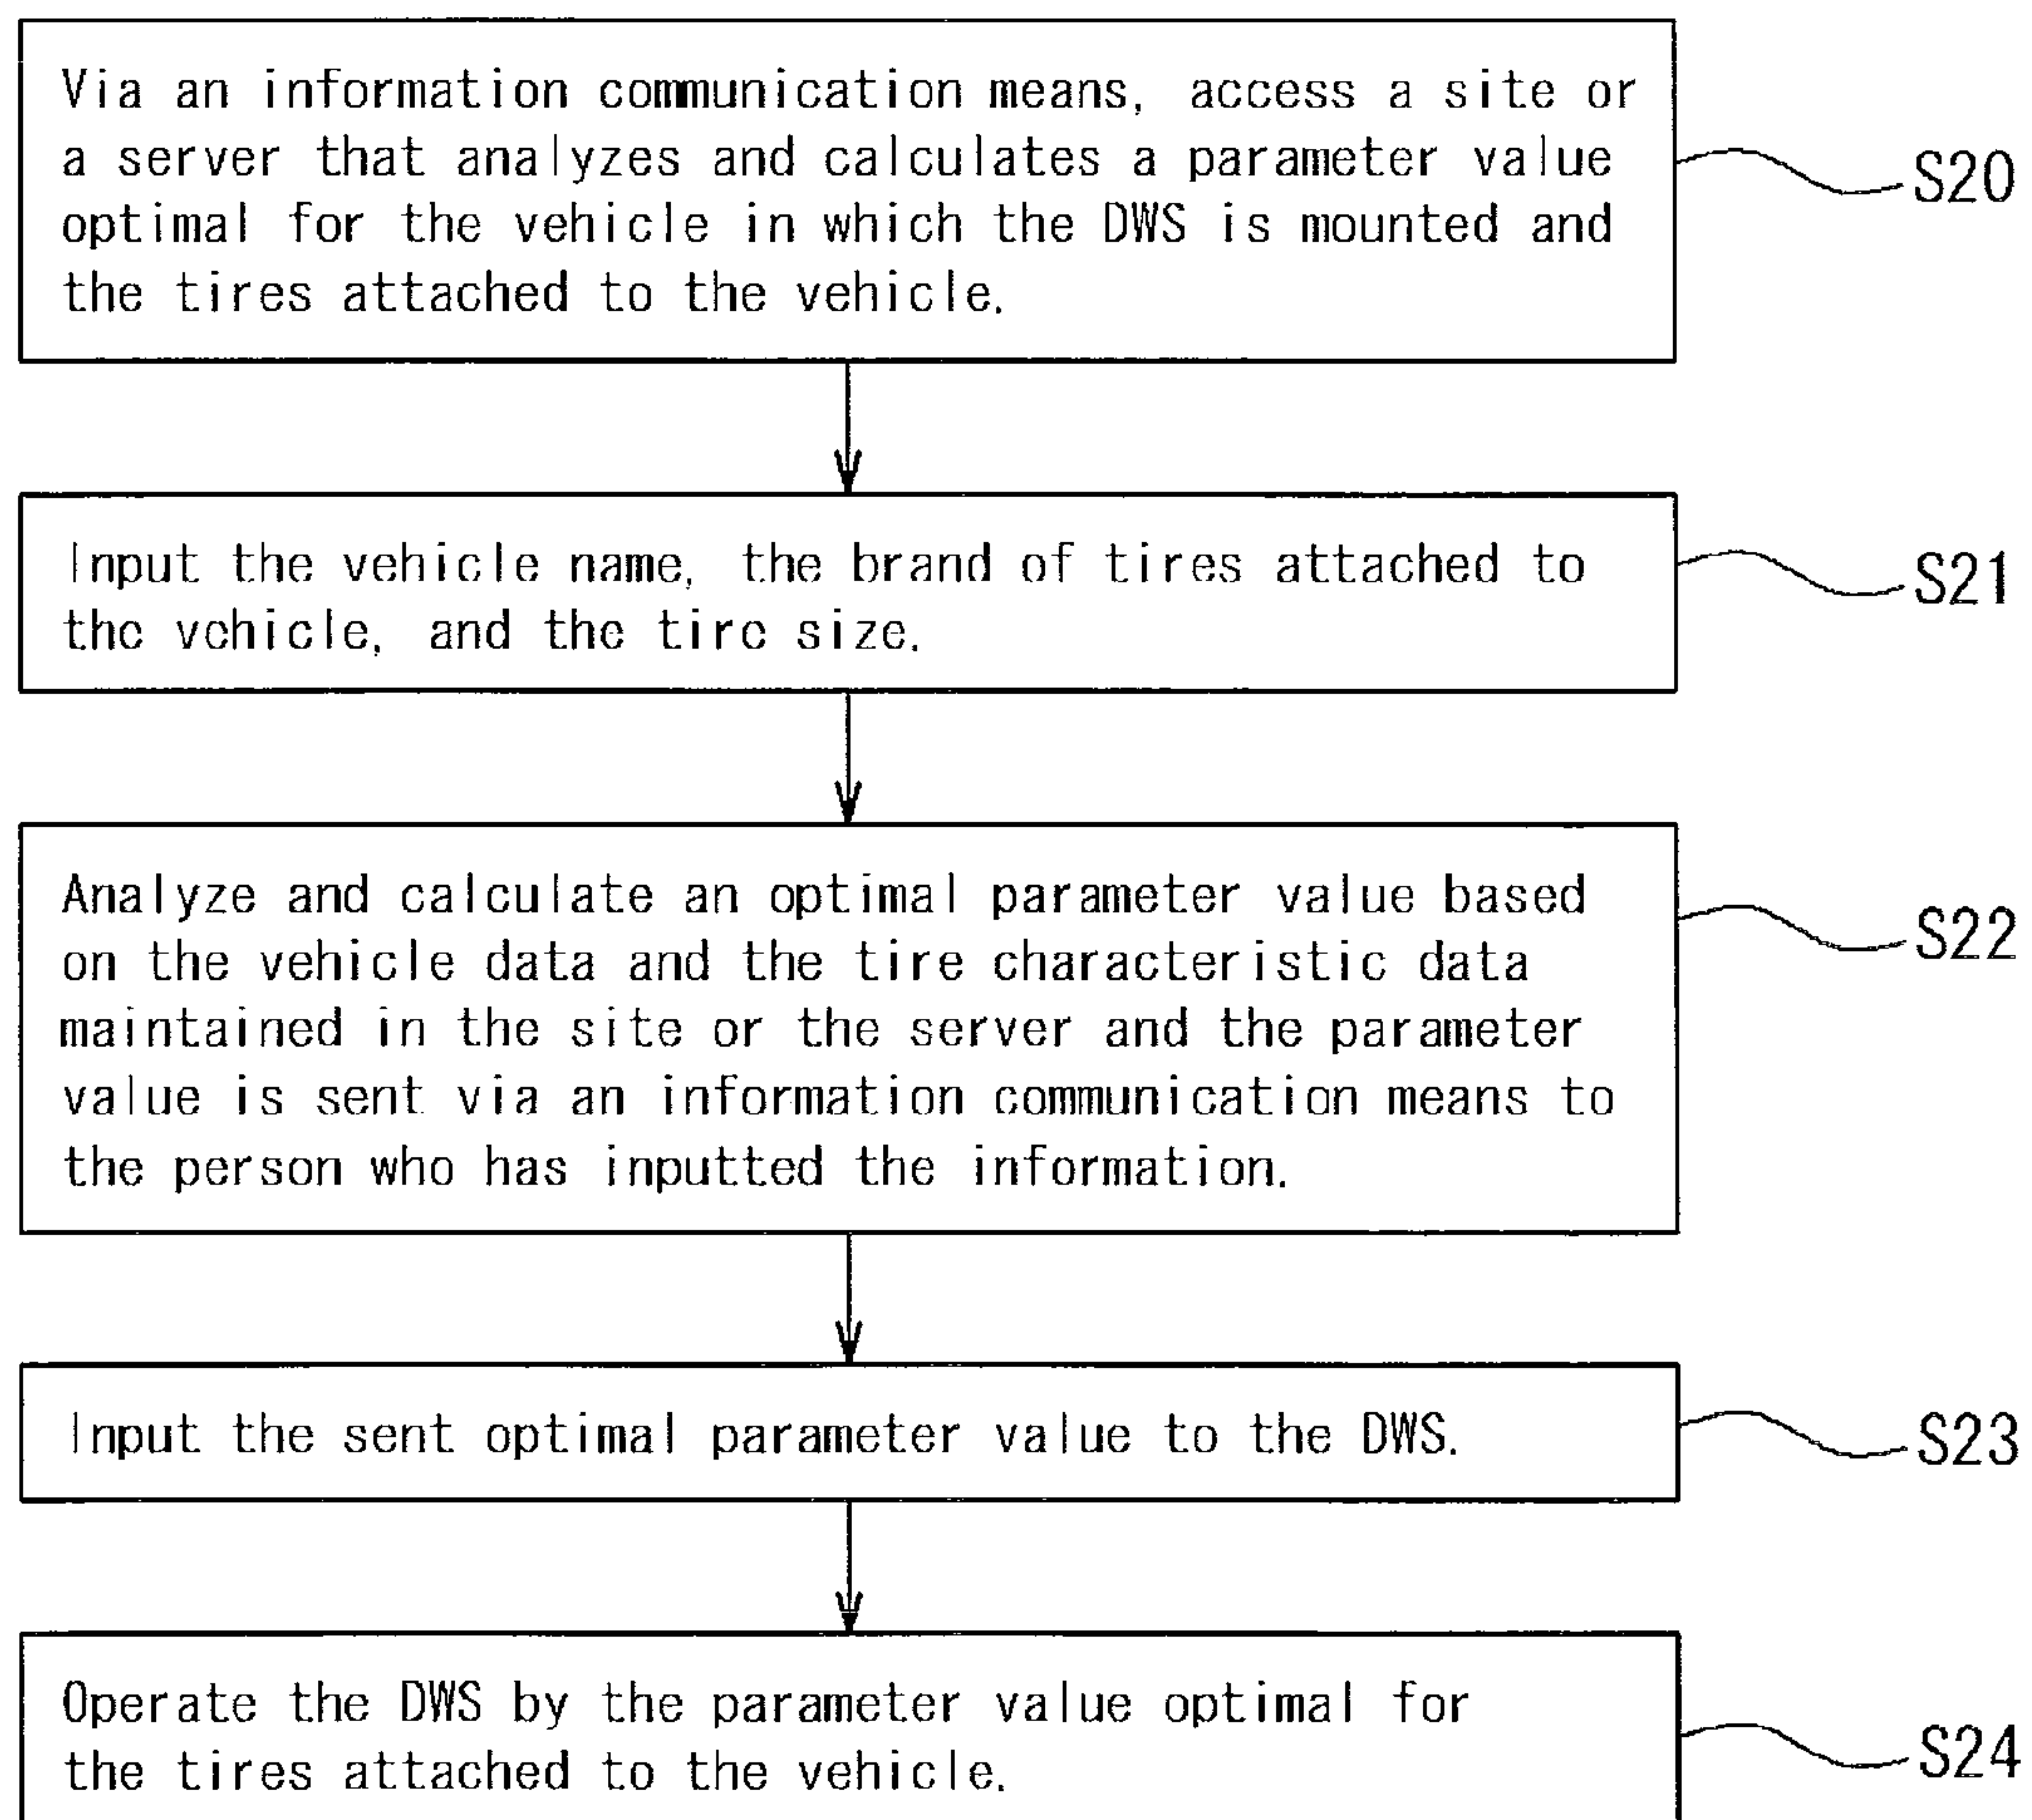 Via an information communication means, access a site or
a server that analyzes and calculates a parameter value
optimal for the vehicle in which the DWS is mounted and
the tires attached to the vehicle.
S20
Input the vehicle name, the brand of tires attached to
the vehicle, and the tire size.
S21
Analyze and calculate an optimal parameter value based
on the vehicle data and the tire characteristic data
maintained in the site or the server and the parameter
value is sent via an information communication means to
the person who has inputted the information.
S22
Input the sent optimal parameter value to the DWS.
S23
Operate the DWS by the parameter value optimal for
the tires attached to the vehicle.
S24